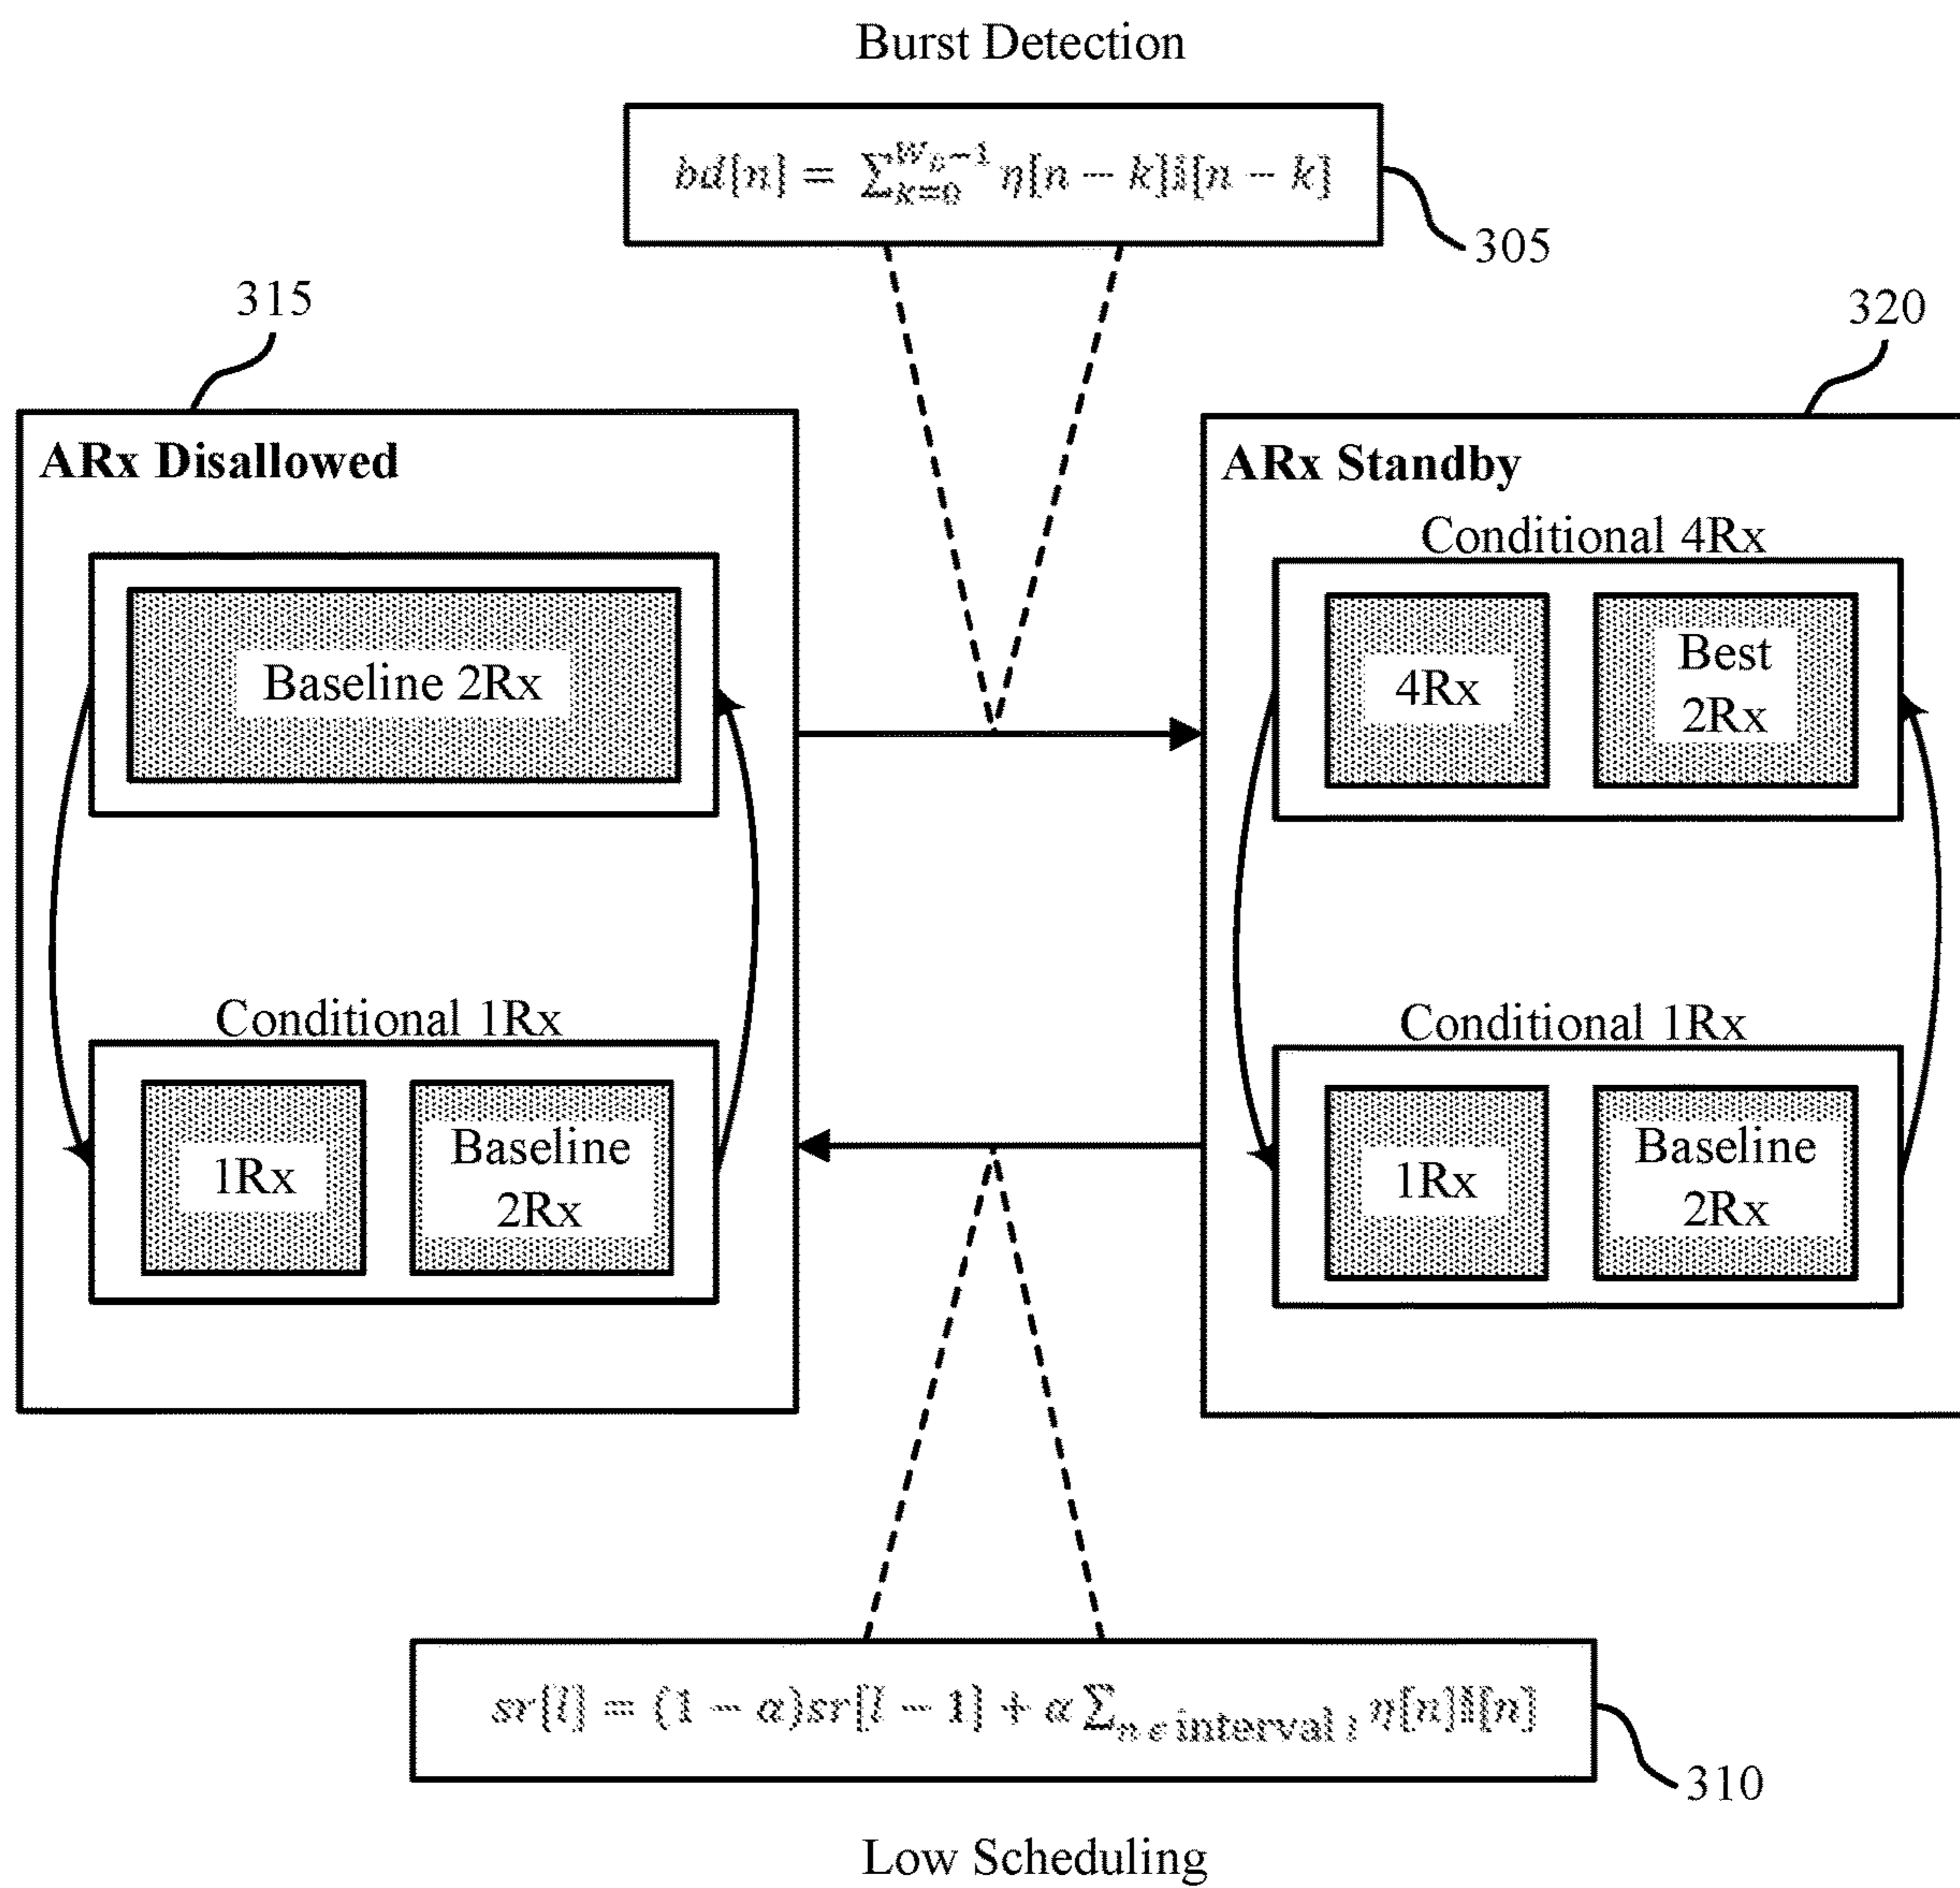 Burst Detection
bd[n] = ∑_{k=0}^{W_B-1} η[n − k]𝕀[n − k]
305
315
320
ARx Disallowed
Baseline 2Rx
Conditional 1Rx
1Rx
Baseline
2Rx
ARx Standby
Conditional 4Rx
4Rx
Best
2Rx
Conditional 1Rx
1Rx
Baseline
2Rx
sr[l] = (1 − α)sr[l − 1] + α ∑_{n ϵ interval l} η[n]𝕀[n]
310
Low Scheduling